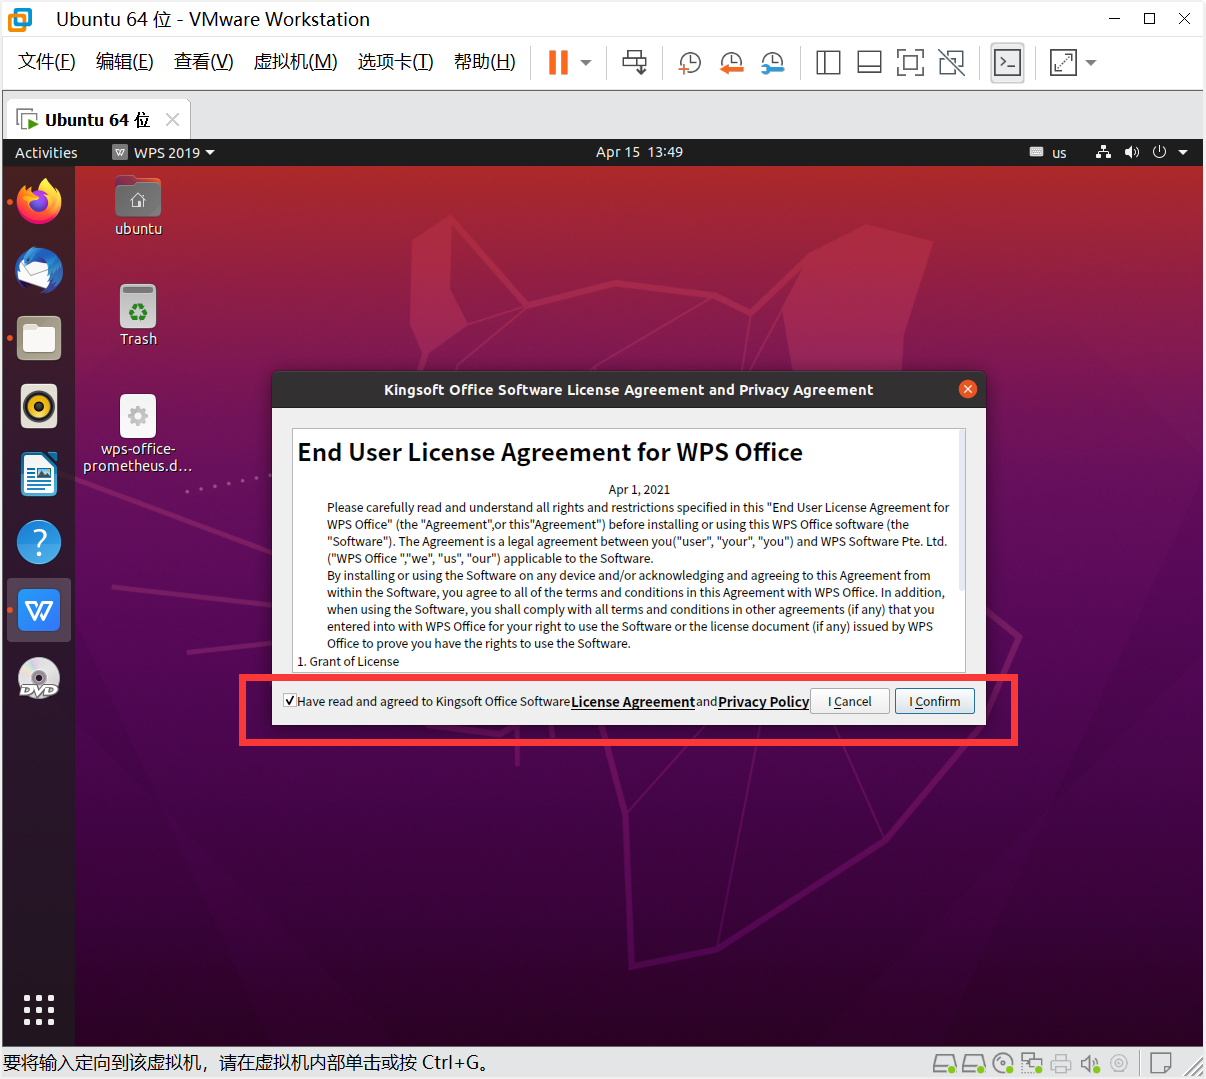 Ubuntu 64 位 - VMware Workstation
文件(F) 编辑(E) 查看(V) 虚拟机(M) 选项卡(T) 帮助(H)
Ubuntu 64 位
Activities WPS 2019 Apr 15 13:49 us
ubuntu
Trash
wps-office-
prometheus.d...
Kingsoft Office Software License Agreement and Privacy Agreement
End User License Agreement for WPS Office
Apr 1, 2021
Please carefully read and understand all rights and restrictions specified in this "End User License Agreement for
WPS Office" (the "Agreement",or this"Agreement") before installing or using this WPS Office software (the
"Software"). The Agreement is a legal agreement between you("user", "your", "you") and WPS Software Pte. Ltd.
("WPS Office ","we", "us", "our") applicable to the Software.
By installing or using the Software on any device and/or acknowledging and agreeing to this Agreement from
within the Software, you agree to all of the terms and conditions in this Agreement with WPS Office. In addition,
when using the Software, you shall comply with all terms and conditions in other agreements (if any) that you
entered into with WPS Office for your right to use the Software or the license document (if any) issued by WPS
Office to prove you have the rights to use the Software.
1. Grant of License
Have read and agreed to Kingsoft Office Software License Agreement and Privacy Policy I Cancel I Confirm
DVD
要将输入定向到该虚拟机，请在虚拟机内部单击或按 Ctrl+G。